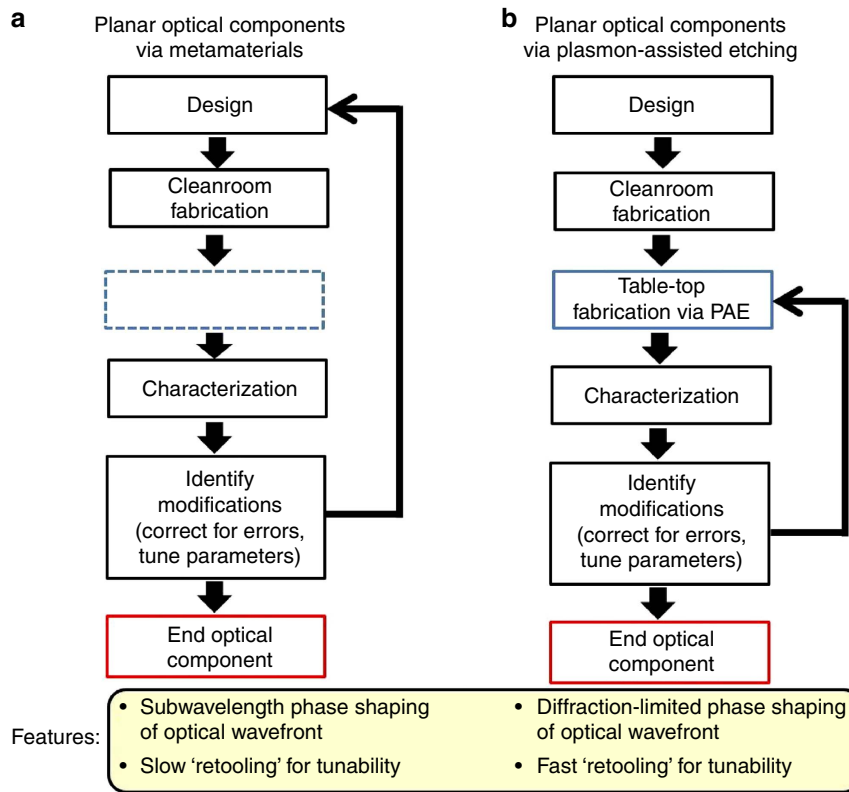 a
Planar optical components
via metamaterials
Design
Cleanroom
fabrication
Characterization
Identify
modifications
(correct for errors,
tune parameters)
End optical
component
b
Planar optical components
via plasmon-assisted etching
Design
Cleanroom
fabrication
Table-top
fabrication via PAE
Characterization
Identify
modifications
(correct for errors,
tune parameters)
End optical
component
Features:
• Subwavelength phase shaping
of optical wavefront
• Slow ‘retooling’ for tunability
• Diffraction-limited phase shaping
of optical wavefront
• Fast ‘retooling’ for tunability